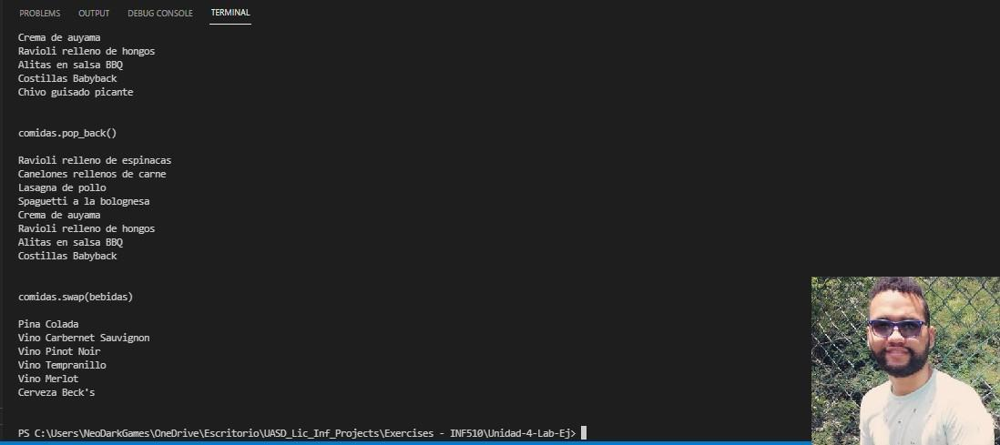 PROBLEMS OUTPUT DEBUG CONSOLE TERMINAL
Crema de auyama
Ravioli relleno de hongos
Alitas en salsa BBQ
Costillas Babyback
Chivo guisado picante
comidas.pop_back()
Ravioli relleno de espinacas
Canelones rellenos de carne
Lasagna de pollo
Spaguetti a la bolognesa
Crema de auyama
Ravioli relleno de hongos
Alitas en salsa BBQ
Costillas Babyback
comidas.swap(bebidas)
Pina Colada
Vino Carbernet Sauvignon
Vino Pinot Noir
Vino Tempranillo
Vino Merlot
Cerveza Beck's
PS C:\Users\NeoDarkGames\OneDrive\Escritorio\UASD_Lic_Inf_Projects\Exercises - INF510\Unidad-4-Lab-Ej>